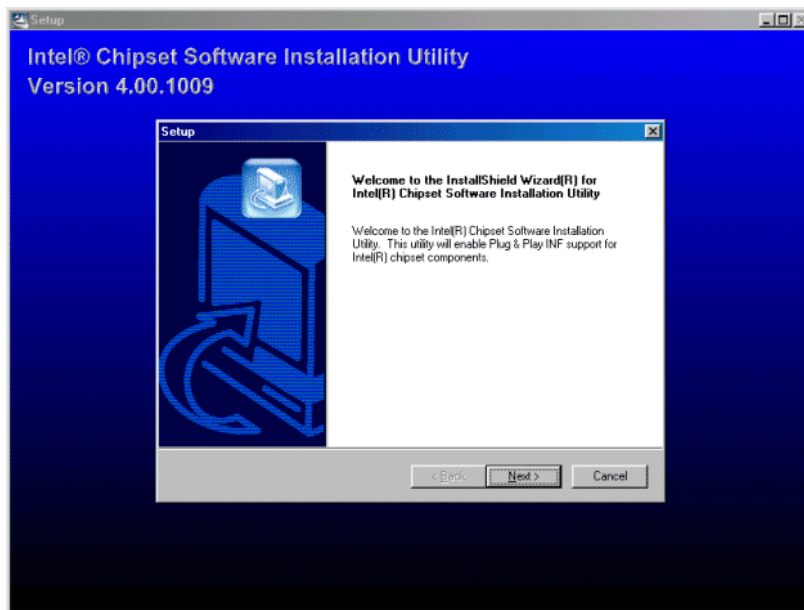 Setup
Intel® Chipset Software Installation Utility
Version 4.00.1009
Setup
Welcome to the InstallShield Wizard(R) for
Intel(R) Chipset Software Installation Utility
Welcome to the Intel(R) Chipset Software Installation
Utility. This utility will enable Plug & Play INF support for
Intel(R) chipset components.
< Back
Next >
Cancel